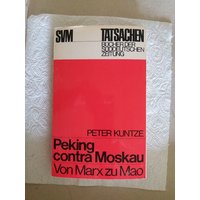 SVM TATSACHEN
BÜCHER DER
SÜDDEUTSCHEN
ZEITUNG
PETER KUNTZE
Peking
contra Moskau
Von Marx zu Mao